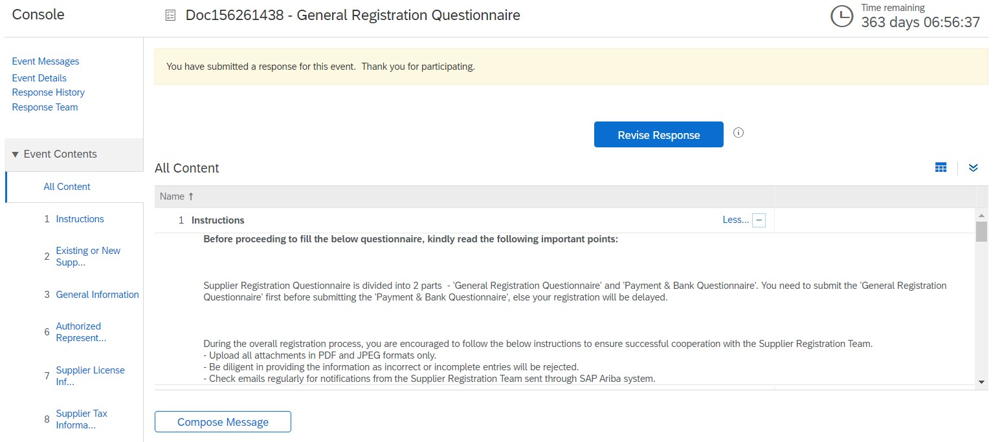 Console
Doc156261438 - General Registration Questionnaire
Time remaining
363 days 06:56:37
Event Messages
Event Details
Response History
Response Team
You have submitted a response for this event.  Thank you for participating.
Revise Response
▼ Event Contents
All Content
1 Instructions
2 Existing or New
Supp...
3 General Information
6 Authorized
Represent...
7 Supplier License
Inf...
8 Supplier Tax
Informa...
All Content
Name ↑
1 Instructions
Less... −
Before proceeding to fill the below questionnaire, kindly read the following important points:
Supplier Registration Questionnaire is divided into 2 parts  - 'General Registration Questionnaire' and 'Payment & Bank Questionnaire'. You need to submit the 'General Registration
Questionnaire' first before submitting the 'Payment & Bank Questionnaire', else your registration will be delayed.
During the overall registration process, you are encouraged to follow the below instructions to ensure successful cooperation with the Supplier Registration Team.
- Upload all attachments in PDF and JPEG formats only.
- Be diligent in providing the information as incorrect or incomplete entries will be rejected.
- Check emails regularly for notifications from the Supplier Registration Team sent through SAP Ariba system.
Compose Message